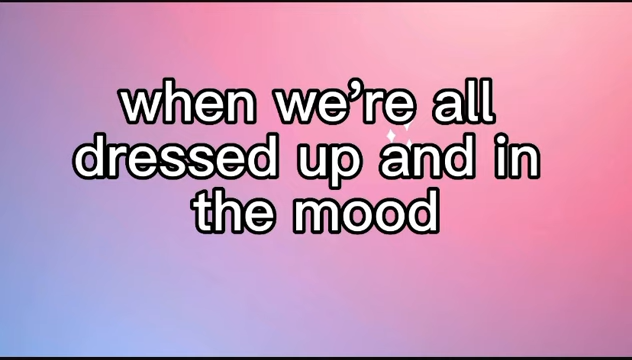 when we’re all
dressed up and in
the mood